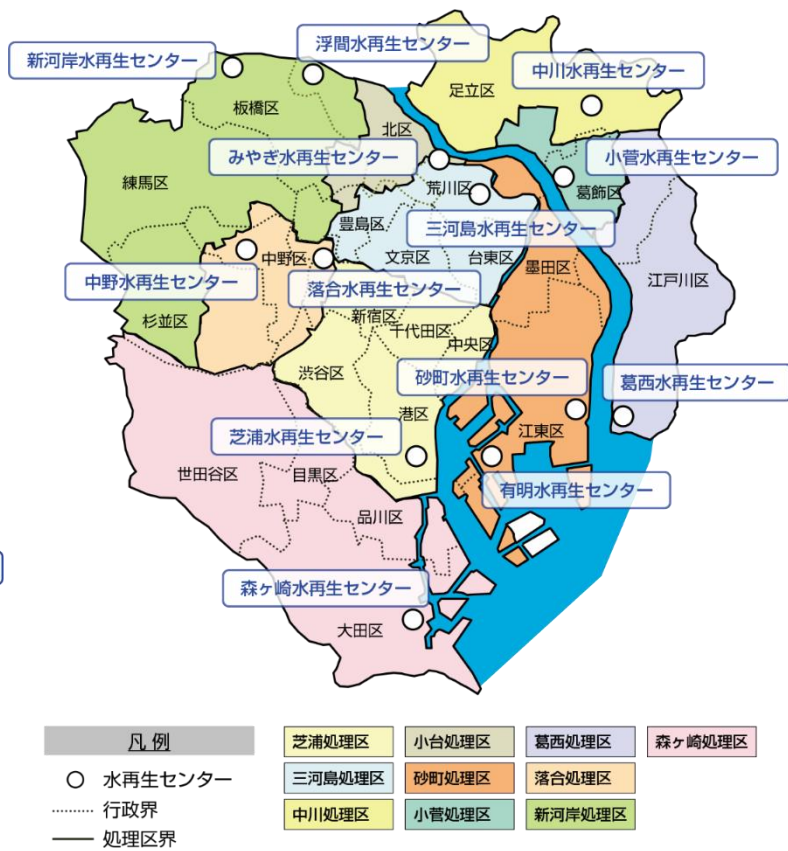 浮間水再生センター
新河岸水再生センター
中川水再生センター
足立区
板橋区
北区
みやぎ水再生センター
小菅水再生センター
練馬区
荒川区
葛飾区
豊島区
三河島水再生センター
中野区
文京区
台東区
墨田区
中野水再生センター
落合水再生センター
江戸川区
杉並区
新宿区
千代田区
中央区
渋谷区
砂町水再生センター
葛西水再生センター
港区
江東区
芝浦水再生センター
世田谷区
目黒区
有明水再生センター
品川区
森ヶ崎水再生センター
大田区
凡例
水再生センター
行政界
処理区界
芝浦処理区
小台処理区
葛西処理区
森ヶ崎処理区
三河島処理区
砂町処理区
落合処理区
中川処理区
小菅処理区
新河岸処理区